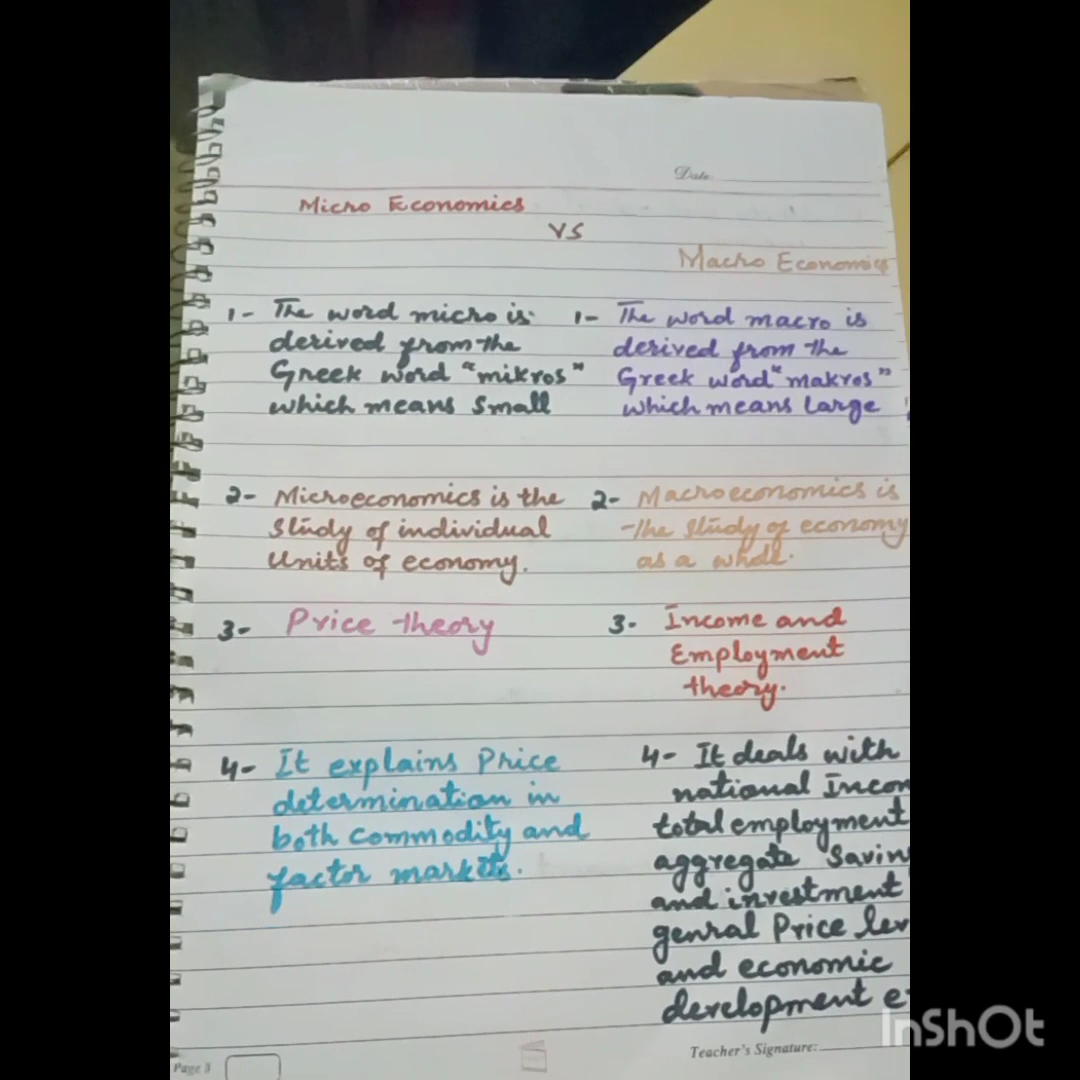 Date
Micro Economics
VS
Macro Economics
1- The word micro is
derived from the
Greek word "mikros"
which means Small
1- The word macro is
derived from the
Greek word "makros"
which means Large
2- Microeconomics is the
Study of individual
Units of economy.
2- Macroeconomics is
the Study of economy
as a whole.
3- Price theory
3- Income and
Employment
theory.
4- It explains Price
determination in
both commodity and
factor markets.
4- It deals with
national Incom
total employment
aggregate Savin
and investment
genral Price lev
and economic
development e
Teacher's Signature:
Page 3
InShOt